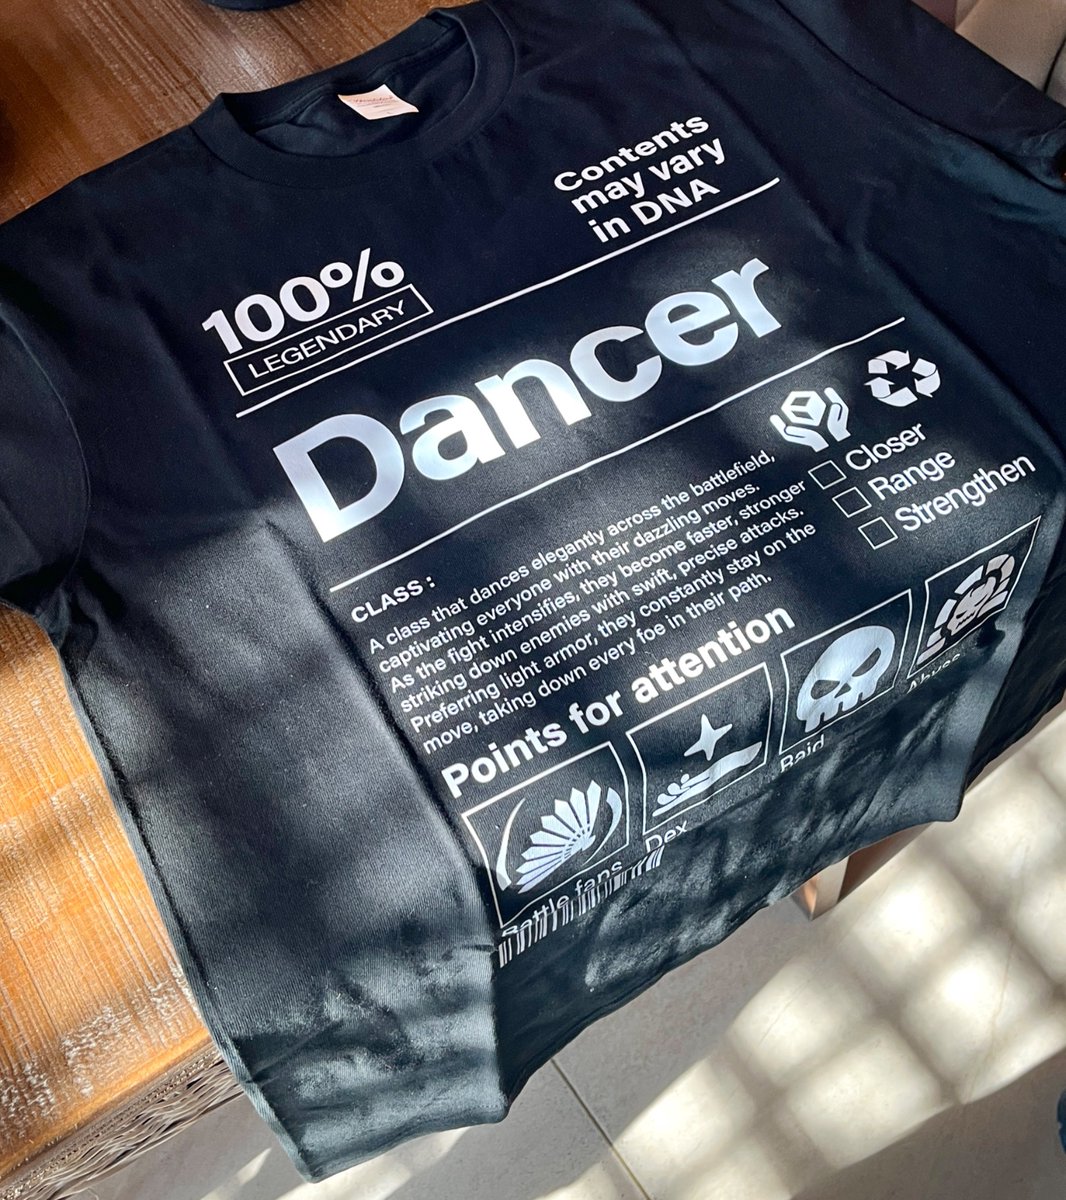 Contents
may vary
in DNA
100%
LEGENDARY
Dancer
CLASS :
A class that dances elegantly across the battlefield,
captivating everyone with their dazzling moves.
As the fight intensifies, they become faster, stronger
striking down enemies with swift, precise attacks.
Preferring light armor, they constantly stay on the
move, taking down every foe in their path.
Closer
Range
Strengthen
Points for attention
Battle fans
Dex
Raid